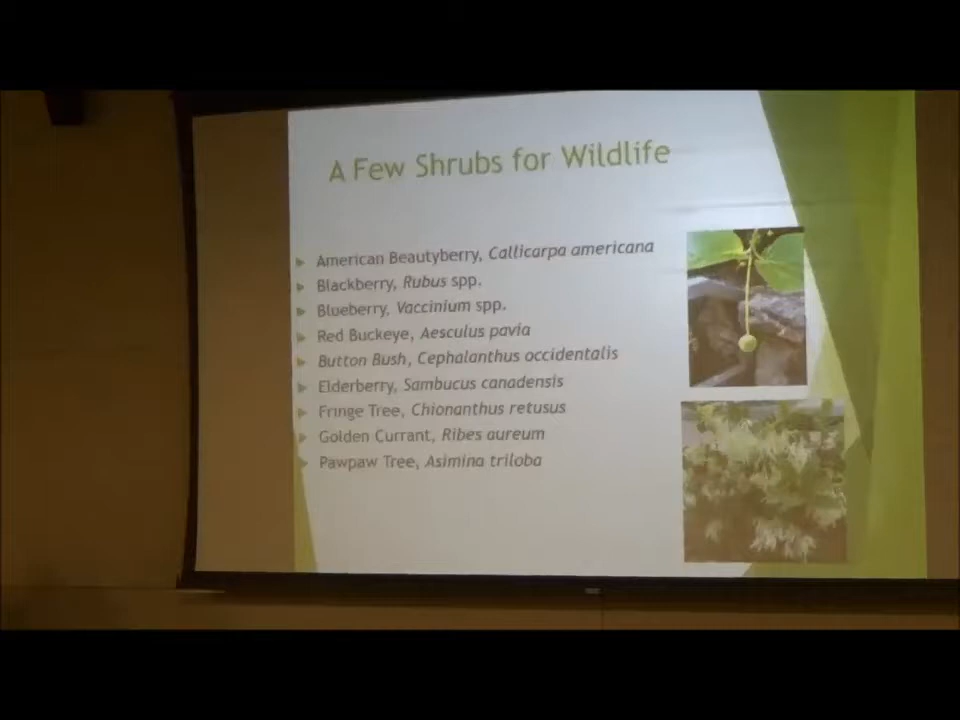 A Few Shrubs for Wildlife
American Beautyberry, Callicarpa americana
Blackberry, Rubus spp.
Blueberry, Vaccinium spp.
Red Buckeye, Aesculus pavia
Button Bush, Cephalanthus occidentalis
Elderberry, Sambucus canadensis
Fringe Tree, Chionanthus retusus
Golden Currant, Ribes aureum
Pawpaw Tree, Asimina triloba